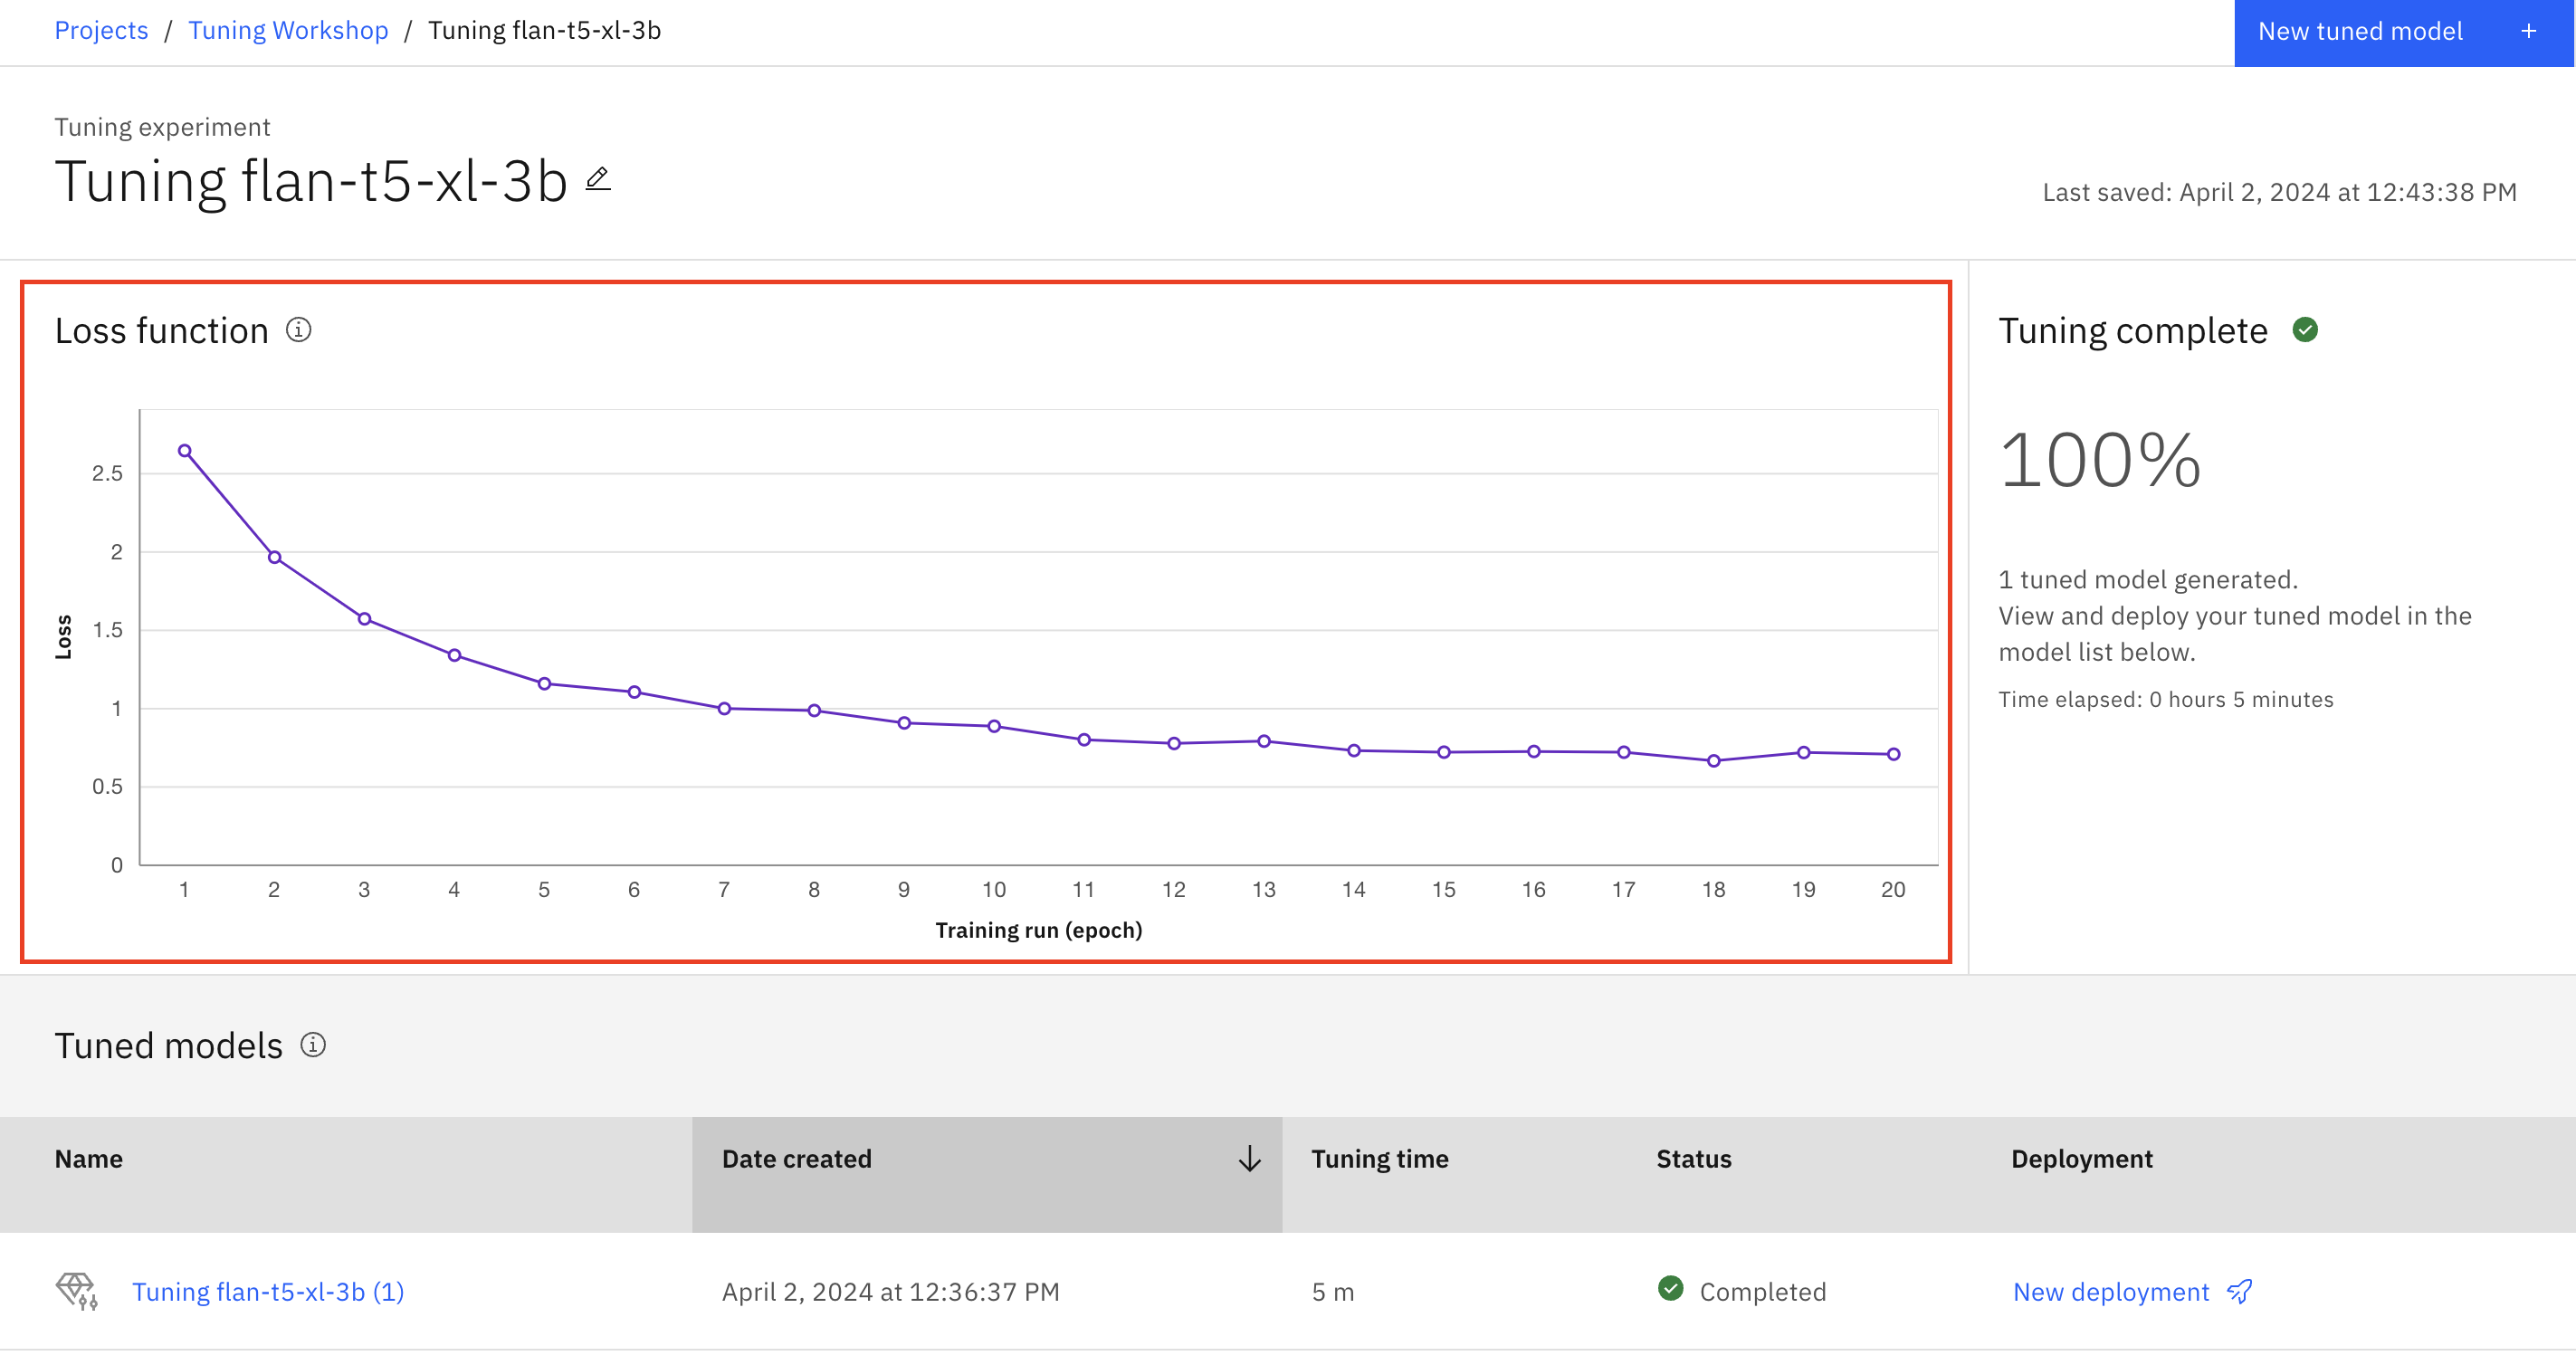 Projects / Tuning Workshop / Tuning flan-t5-xl-3b
New tuned model +
Tuning experiment
Tuning flan-t5-xl-3b
Last saved: April 2, 2024 at 12:43:38 PM
Loss function
Loss
2.5
2
1.5
1
0.5
0
1 2 3 4 5 6 7 8 9 10 11 12 13 14 15 16 17 18 19 20
Training run (epoch)
Tuning complete
100%
1 tuned model generated.
View and deploy your tuned model in the
model list below.
Time elapsed: 0 hours 5 minutes
Tuned models
Name Date created Tuning time Status Deployment
Tuning flan-t5-xl-3b (1) April 2, 2024 at 12:36:37 PM 5 m Completed New deployment